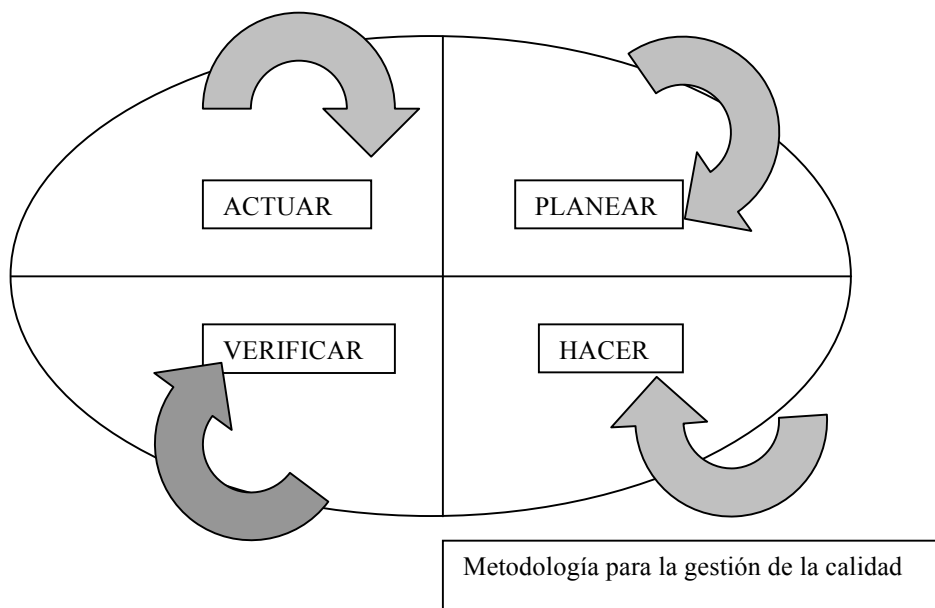 ACTUAR
PLANEAR
VERIFICAR
HACER
Metodología para la gestión de la calidad